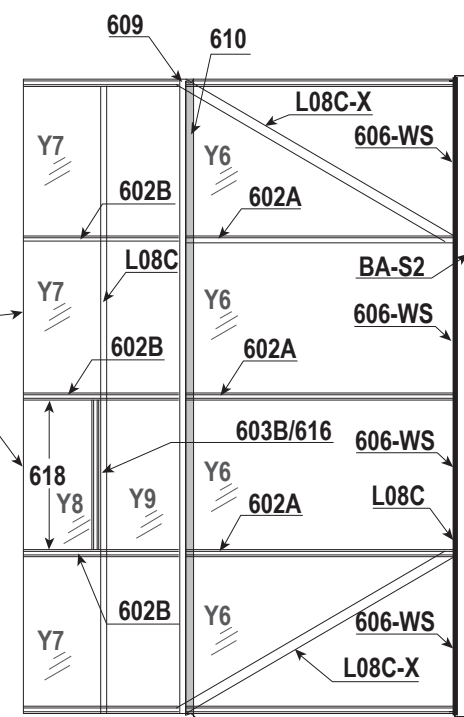 609
610
L08C-X
Y7
Y6
606-WS
602B
602A
L08C
BA-S2
Y7
Y6
606-WS
602B
602A
603B/616
606-WS
618
Y6
L08C
Y8
Y9
602A
602B
Y6
606-WS
Y7
L08C-X